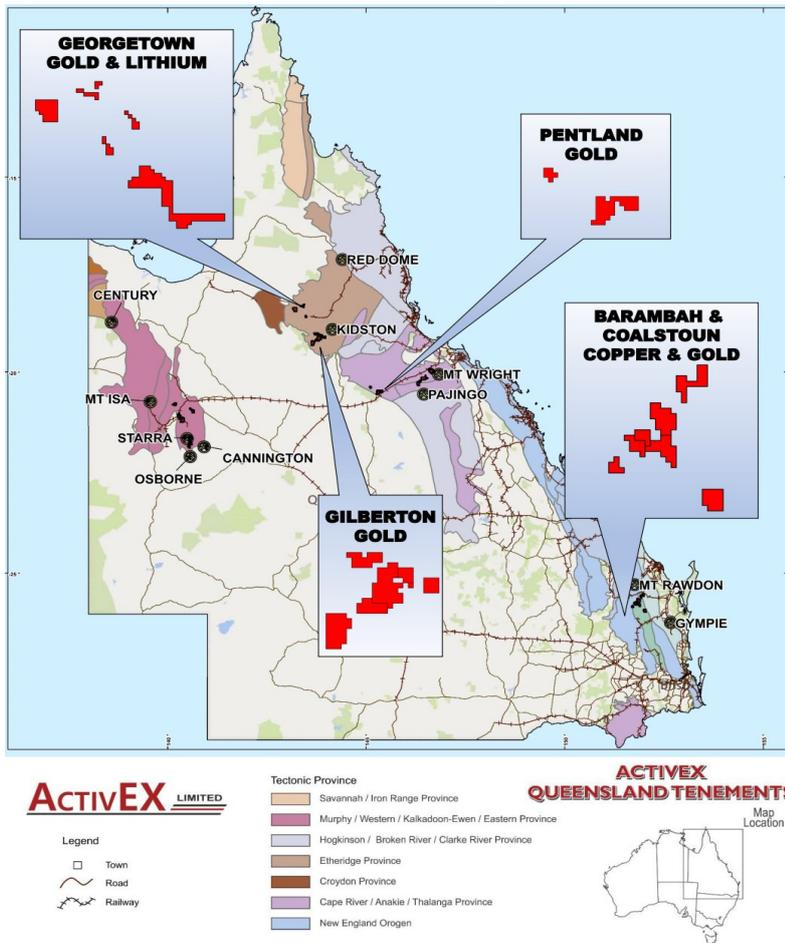 GEORGETOWN
GOLD & LITHIUM
PENTLAND
GOLD
RED DOME
CENTURY
KIDSTON
BARAMBAH &
COALSTOUN
COPPER & GOLD
MT WRIGHT
MT ISA
PAJINGO
STARRA
CANNINGTON
OSBORNE
GILBERTON
GOLD
MT RAWDON
GYMPIE
ACTIVEX LIMITED
Legend
Town
Road
Railway
Tectonic Province
Savannah / Iron Range Province
Murphy / Western / Kalkadoon-Ewen / Eastern Province
Hogkinson / Broken River / Clarke River Province
Etheridge Province
Croydon Province
Cape River / Anakie / Thalanga Province
New England Orogen
ACTIVEX
QUEENSLAND TENEMENTS
Map
Location